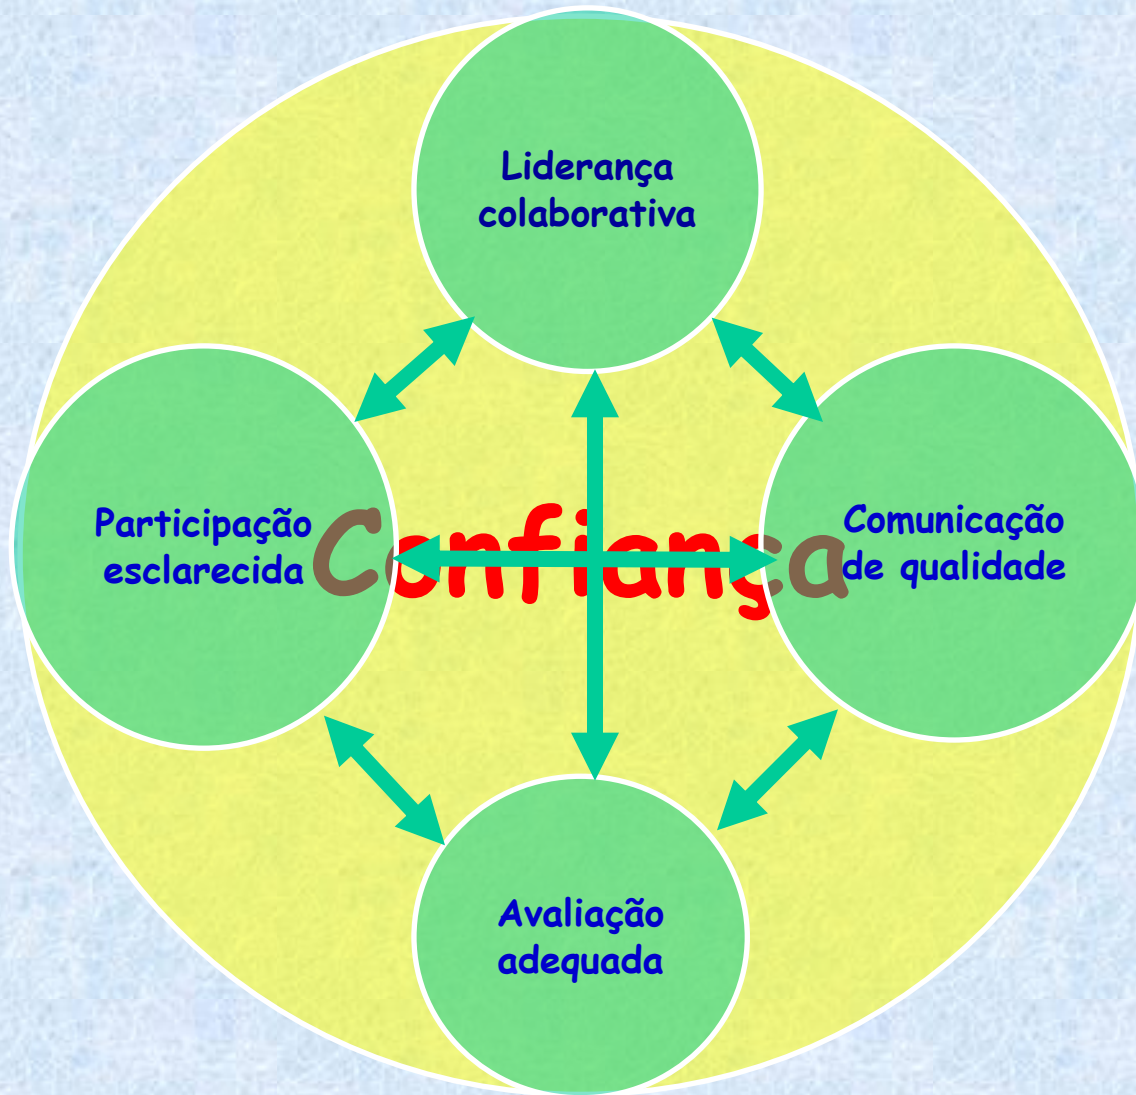 Liderança
colaborativa
Participação
esclarecida
Confiança
Comunicação
de qualidade
Avaliação
adequada